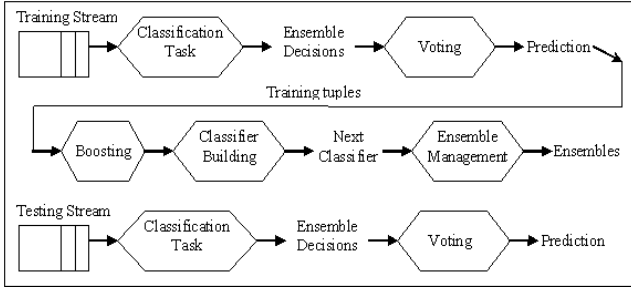 Training Stream
Classification
Task
Ensemble
Decisions
Voting
Prediction
Training tuples
Boosting
Classifier
Building
Next
Classifier
Ensemble
Management
Ensembles
Testing Stream
Classification
Task
Ensemble
Decisions
Voting
Prediction